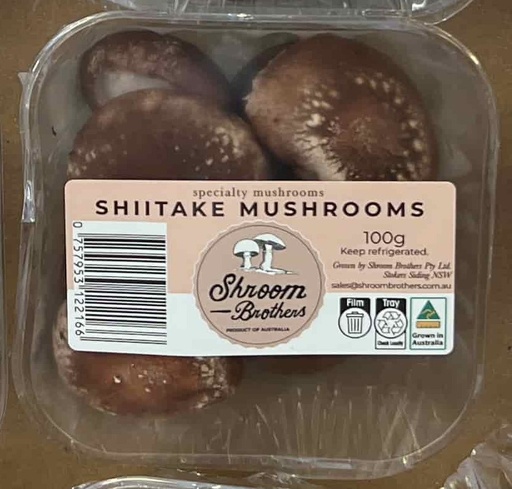 specialty mushrooms
SHIITAKE MUSHROOMS
100g
Keep refrigerated.
Grown by Shroom Brothers Pty Ltd.
Stokers Siding NSW
sales@shroombrothers.com.au
0 757953 122166
Shroom
Brothers
PRODUCT OF AUSTRALIA
Film
Tray
Check Locally
Grown in
Australia